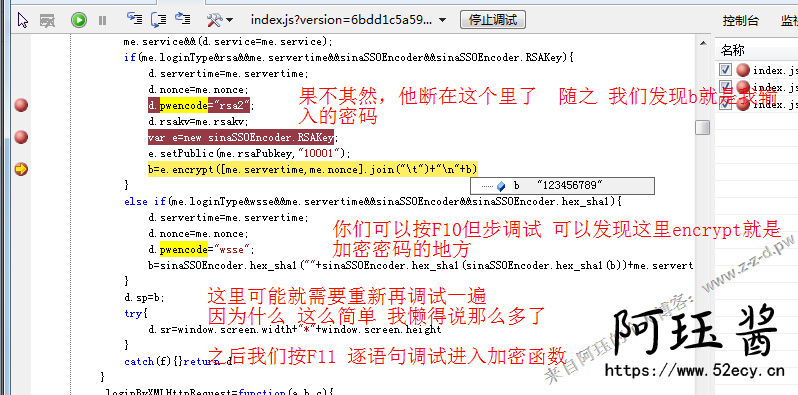 index.js?version=6bdd1c5a59...
停止调试
控制台
监
名称
me.service&&(d.service=me.service);
index.js
if(me.loginType&rsa&&me.servertime&&sinaSSOEncoder&&sinaSSOEncoder.RSAKey){
index.js
d.servertime=me.servertime;
index.js
d.nonce=me.nonce;
d.pwencode="rsa2";
果不其然，他断在这个里了 随之 我们发现b就是我输
入的密码
d.rsakv=me.rsakv;
var e=new sinaSSOEncoder.RSAKey;
e.setPublic(me.rsaPubkey,"10001");
b=e.encrypt([me.servertime,me.nonce].join("\t")+"\n"+b)
b "123456789"
}
else if(me.loginType&wsse&&me.servertime&&sinaSSOEncoder&&sinaSSOEncoder.hex_sha1){
d.servertime=me.servertime;
d.nonce=me.nonce;
你们可以按F10但步调试 可以发现这里encrypt就是
加密密码的地方
d.pwencode="wsse";
b=sinaSSOEncoder.hex_sha1(""+sinaSSOEncoder.hex_sha1(sinaSSOEncoder.hex_sha1(b))+me.servert
}
d.sp=b;
这里可能就需要重新再调试一遍
因为什么 这么简单 我懒得说那么多了
try{
d.sr=window.screen.width+"*"+window.screen.height
}
catch(f){}return d
之后我们按F11 逐语句调试进入加密函数
}
loginByXMLHttpRequest=function(a,b,c){
来自阿珏的
博客：www.zz-d.pw
阿珏酱
https://www.52ecy.cn